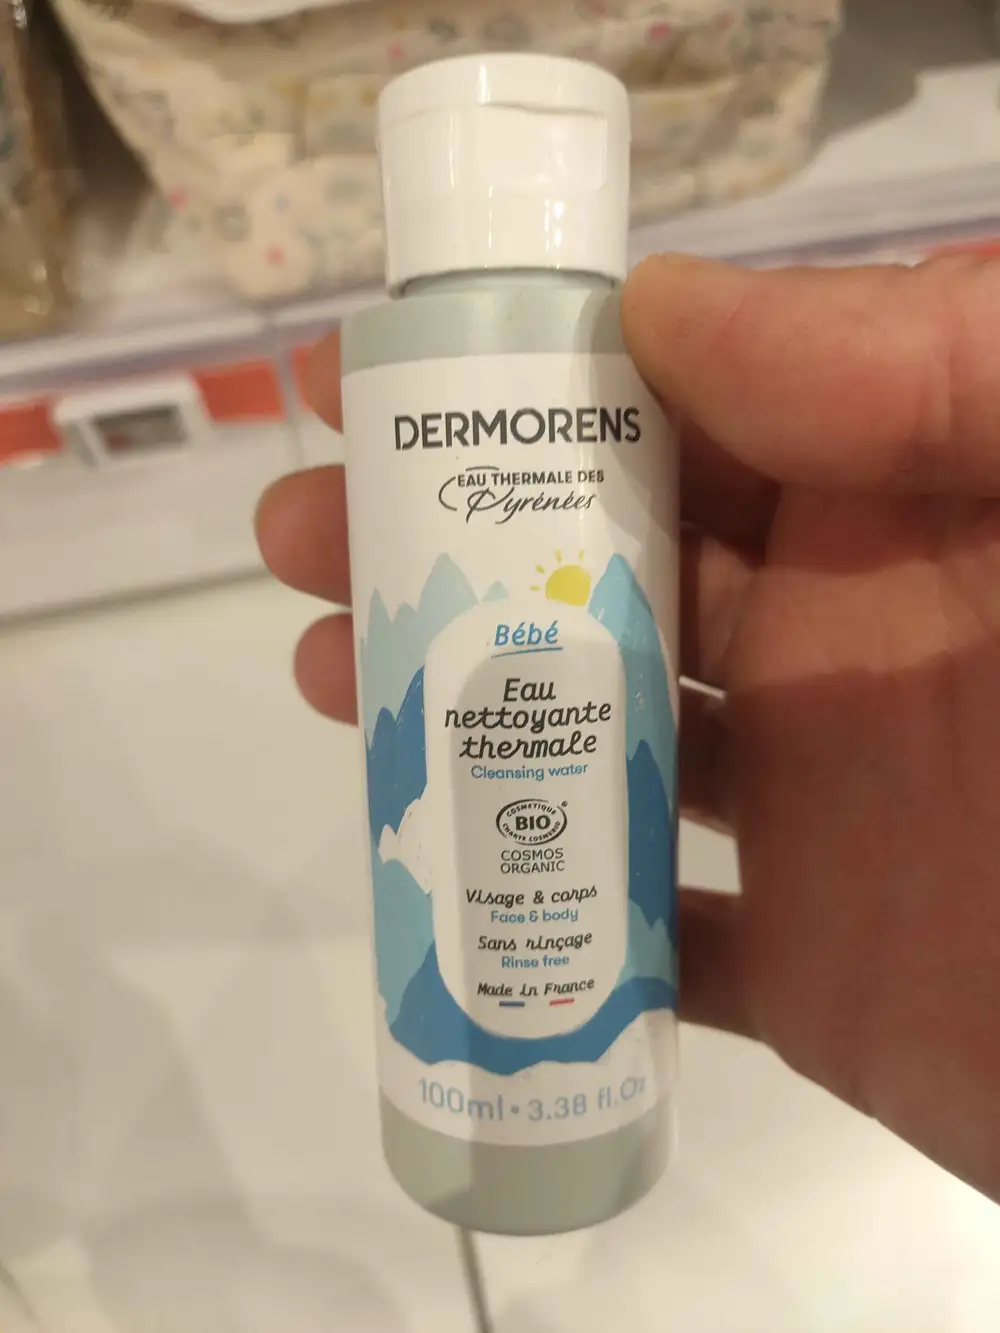 DERMORENS
EAU THERMALE DES
Pyrénées
Bébé
Eau
nettoyante
thermale
Cleansing water
COSMETIQUE
BIO
CHARTE COSMEBIO
COSMOS
ORGANIC
Visage & corps
Face & body
Sans rinçage
Rinse free
Made in France
100ml • 3.38 fl.Oz